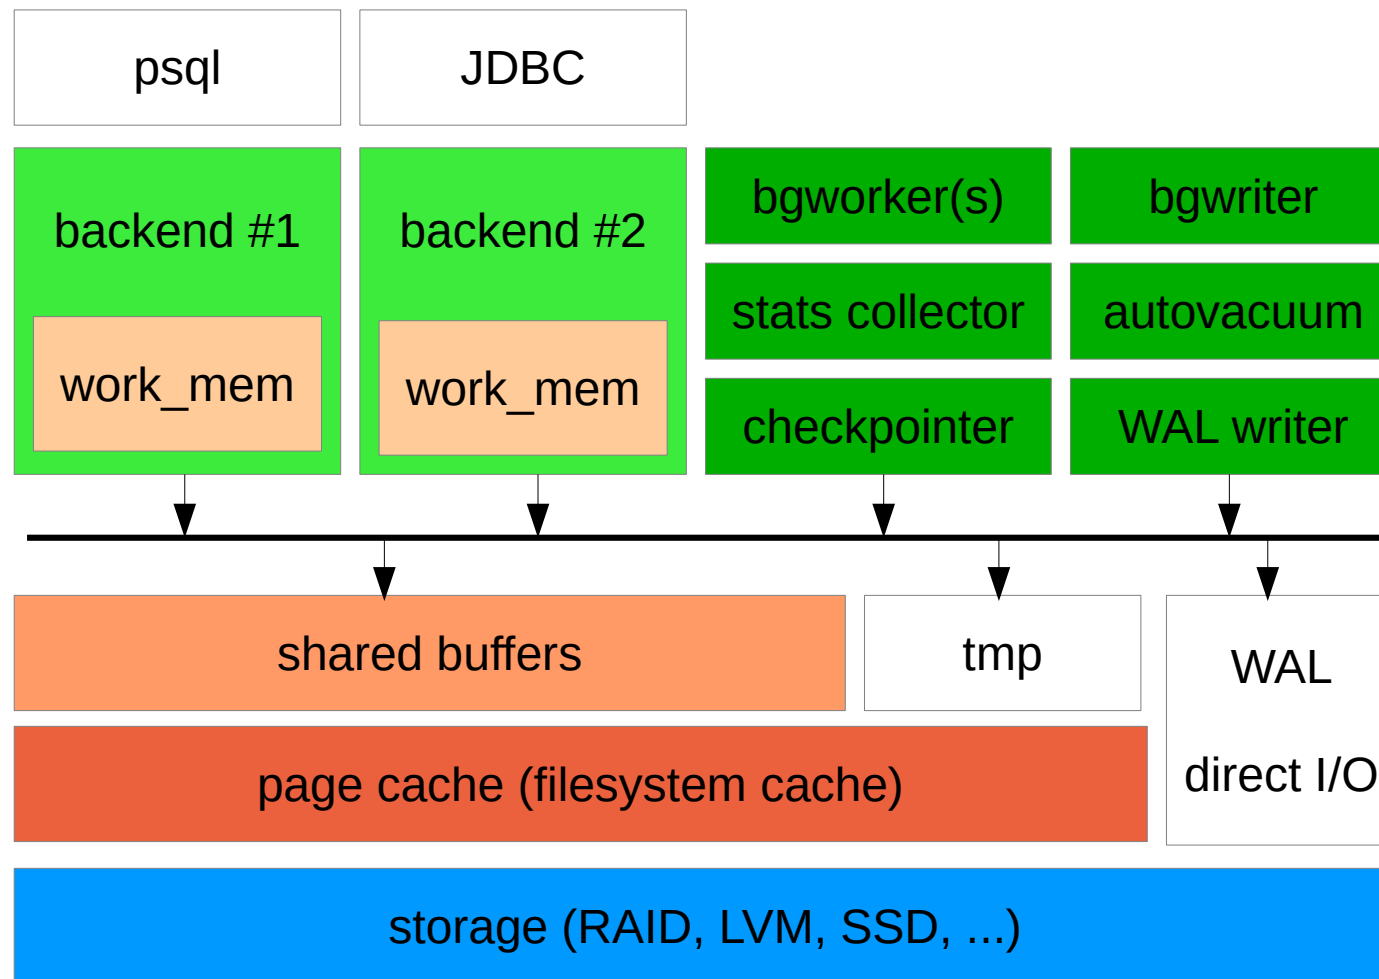 psql
JDBC
backend #1
work_mem
backend #2
work_mem
bgworker(s)
bgwriter
stats collector
autovacuum
checkpointer
WAL writer
shared buffers
tmp
WAL
direct I/O
page cache (filesystem cache)
storage (RAID, LVM, SSD, ...)